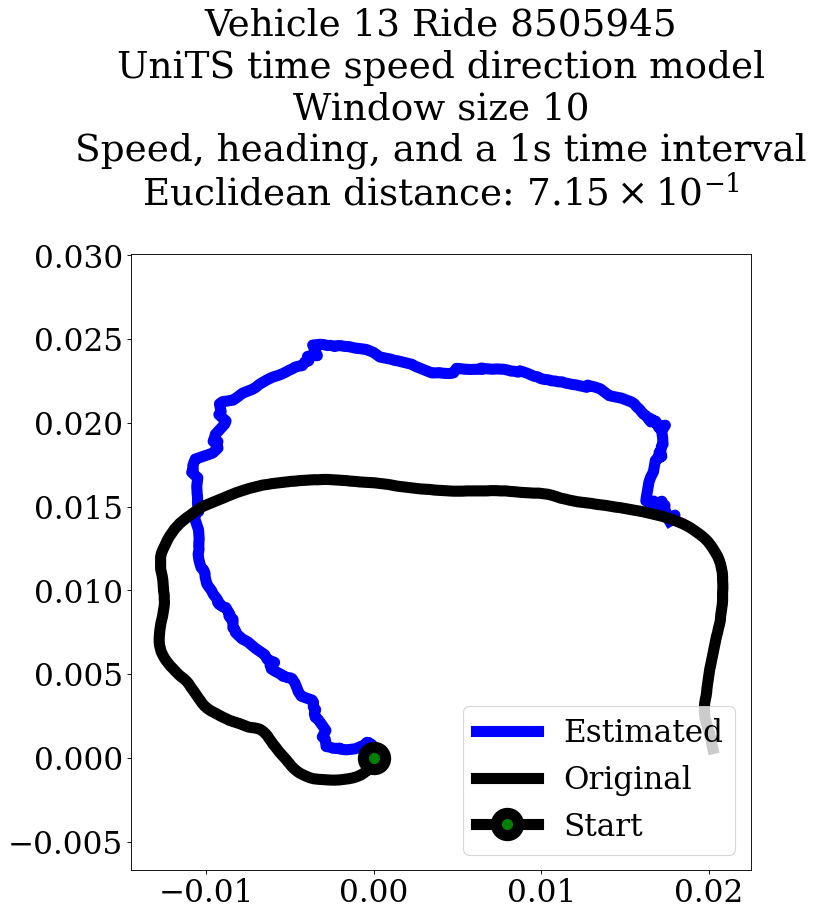 Vehicle 13 Ride 8505945
UniTS time speed direction model
Window size 10
Speed, heading, and a 1s time interval
Euclidean distance: 7.15 × 10⁻¹
0.030
0.025
0.020
0.015
0.010
0.005
0.000
−0.005
−0.01 0.00 0.01 0.02
Estimated
Original
Start